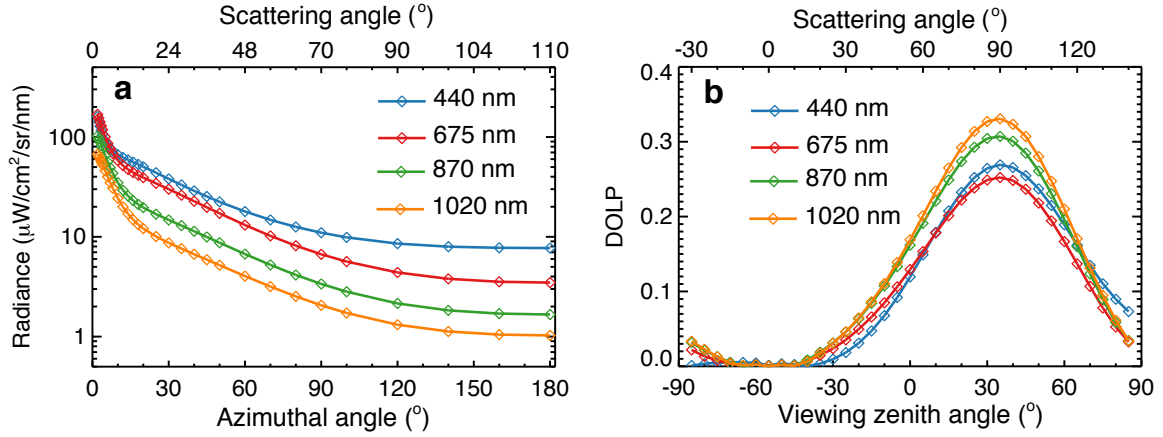 Scattering angle (°)
0 24 48 70 90 104 110
a
440 nm
675 nm
870 nm
1020 nm
100
10
1
Radiance (µW/cm²/sr/nm)
0 30 60 90 120 150 180
Azimuthal angle (°)
Scattering angle (°)
-30 0 30 60 90 120
b
440 nm
675 nm
870 nm
1020 nm
0.4
0.3
0.2
0.1
0.0
DOLP
-90 -60 -30 0 30 60 90
Viewing zenith angle (°)